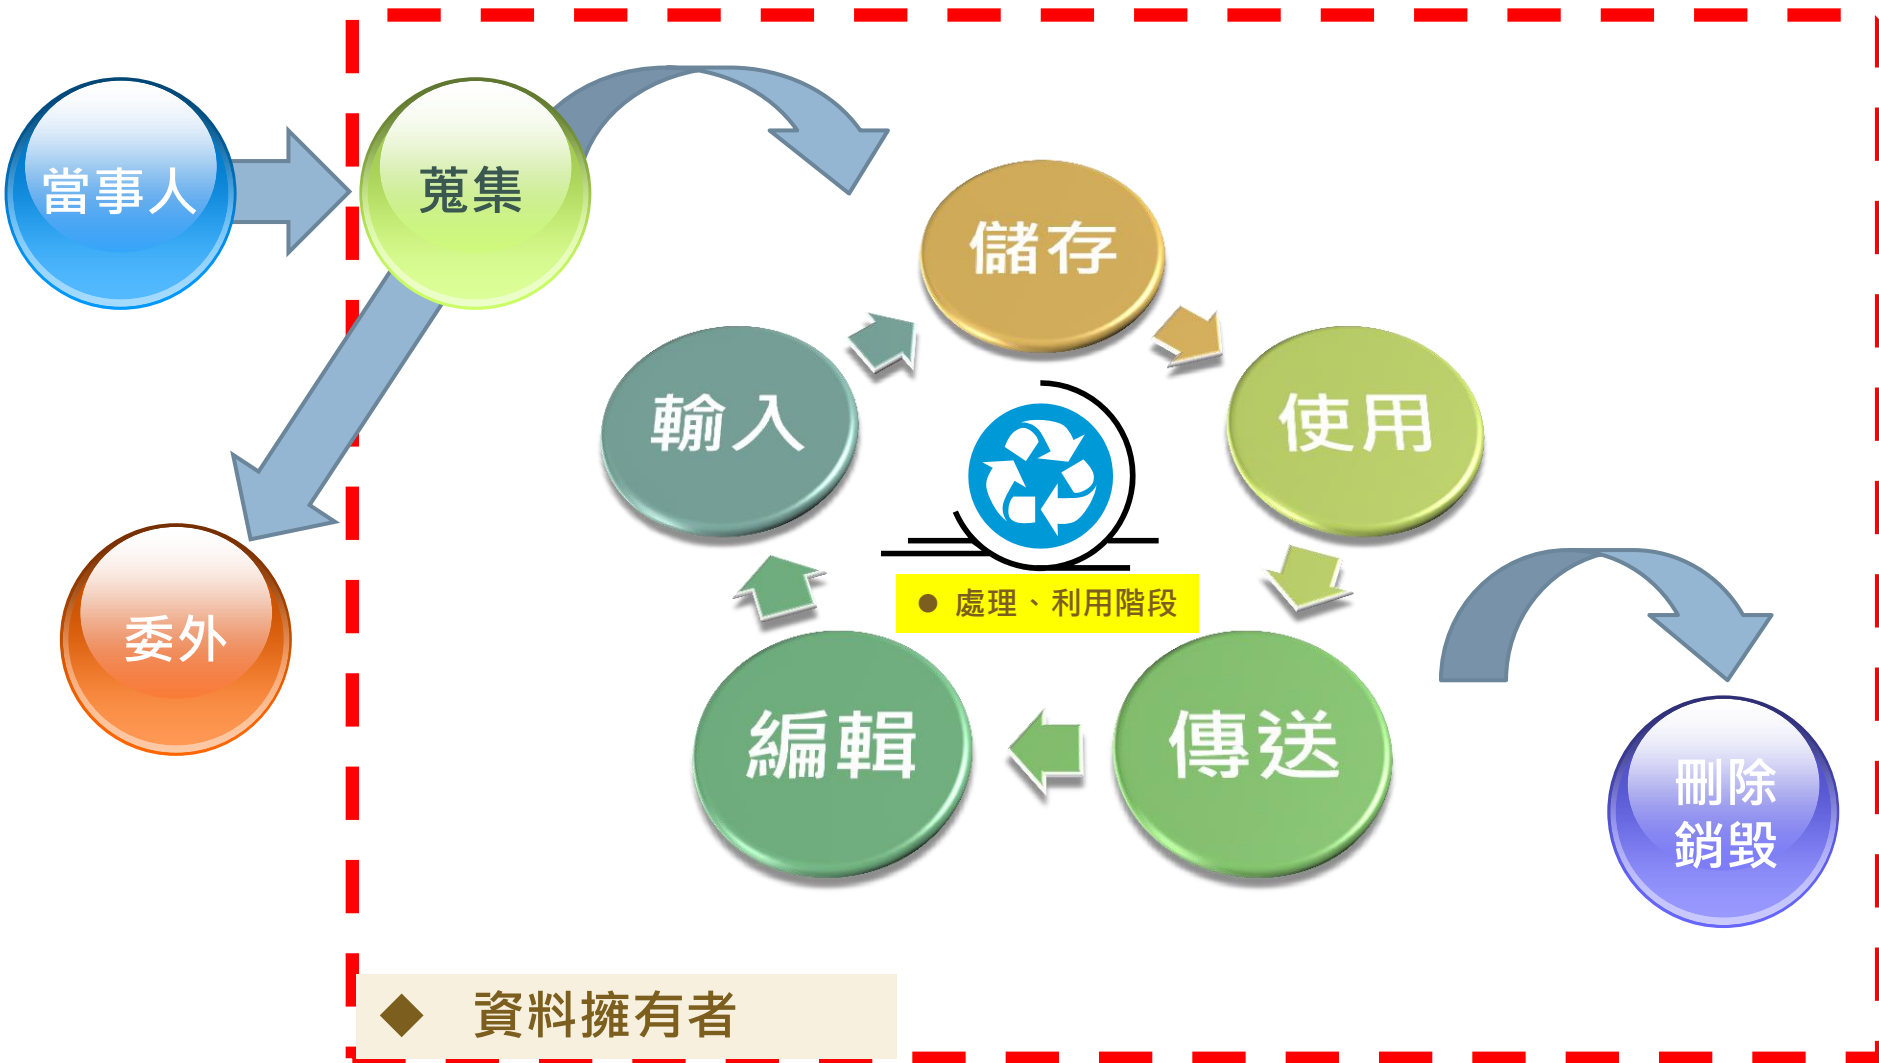 當事人
蒐集
儲存
輸入
使用
● 處理、利用階段
委外
編輯
傳送
刪除
銷毀
◆ 資料擁有者